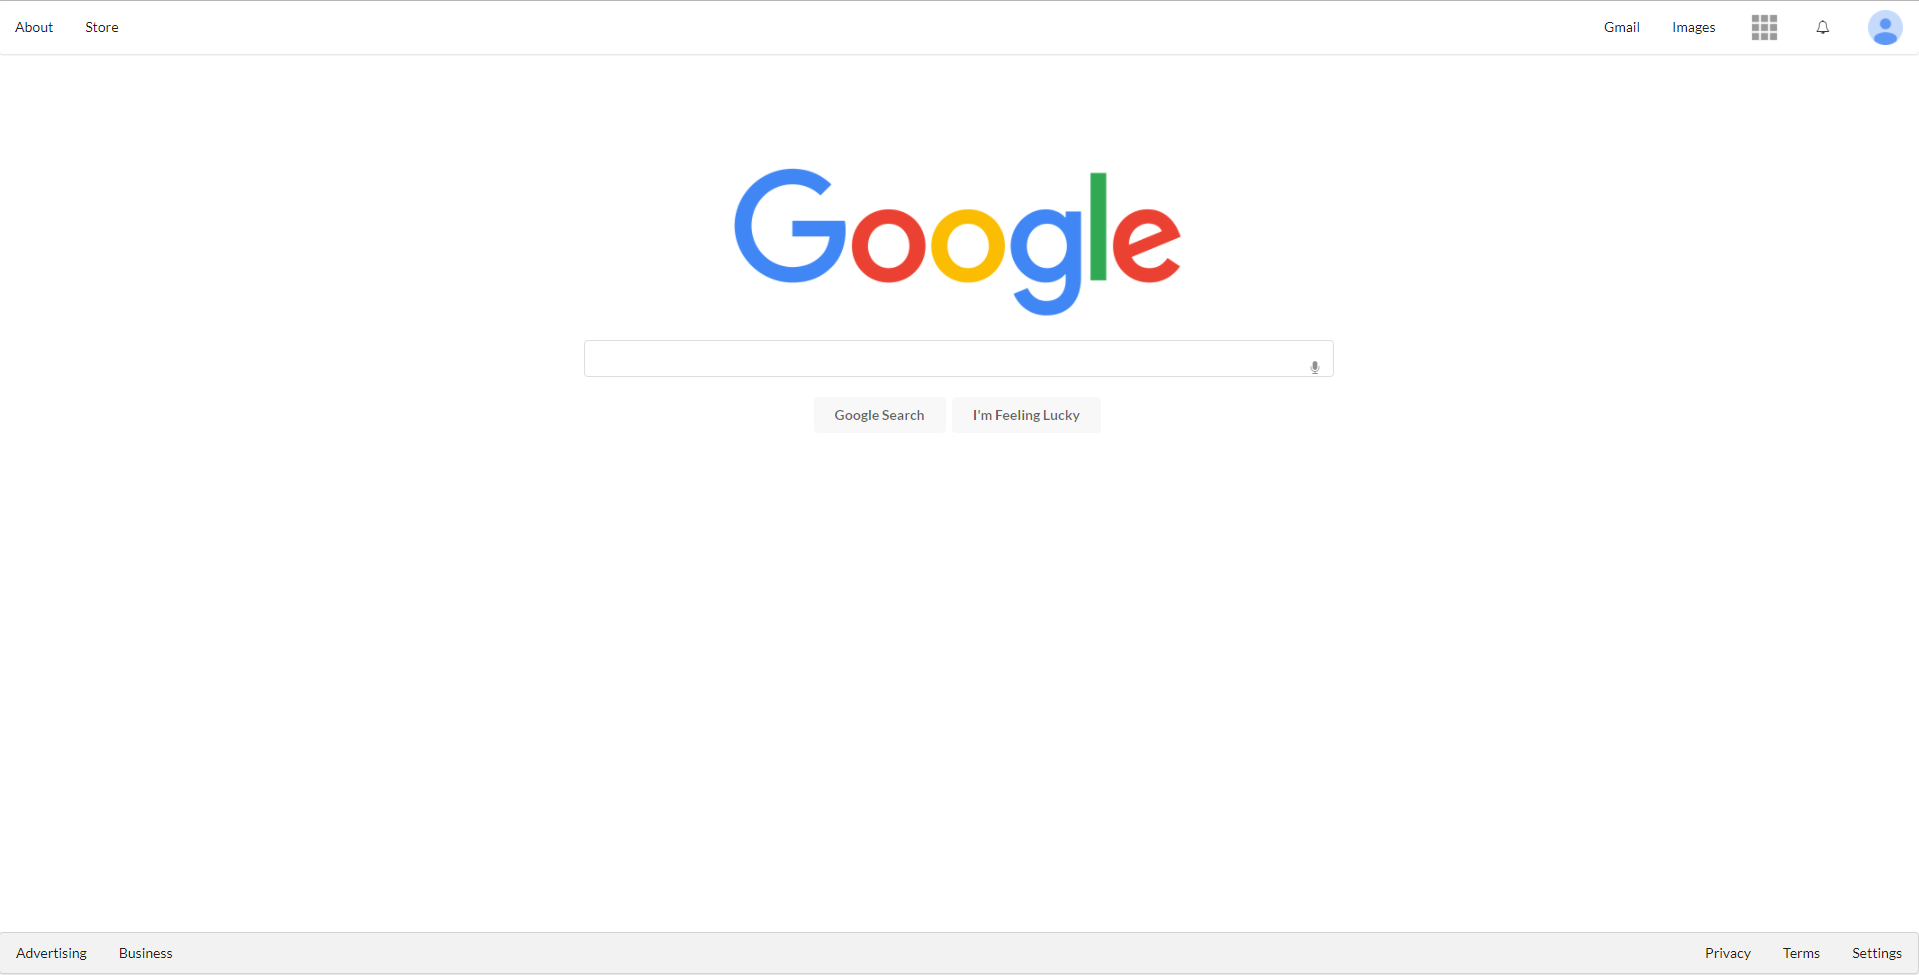 About Store Gmail Images
Google
Google Search I'm Feeling Lucky
Advertising Business Privacy Terms Settings